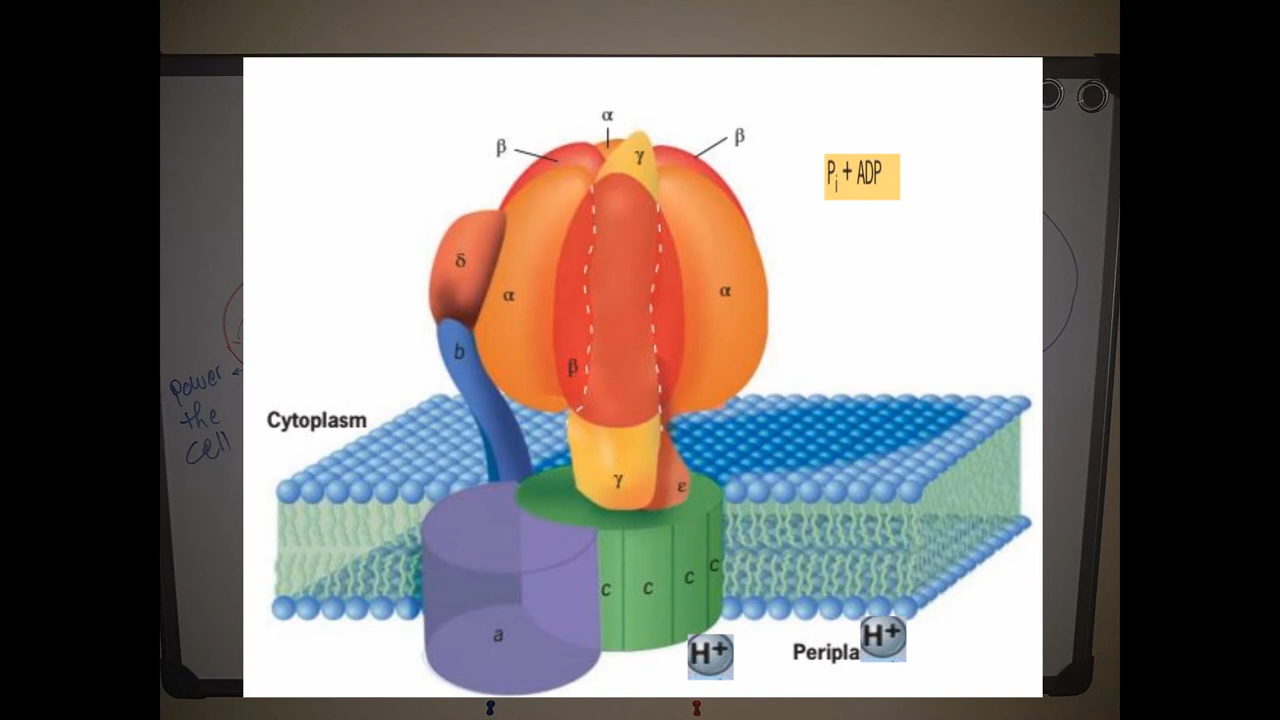 α
β
γ
β
Pi + ADP
δ
α
α
b
β
power
the
cell
Cytoplasm
γ
ε
c
c
c
c
a
H+
Peripla
H+